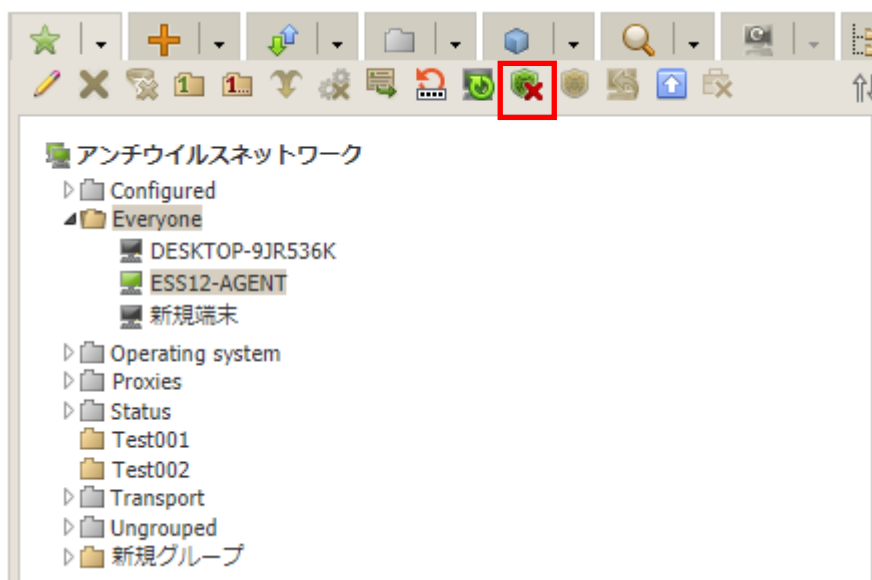 アンチウイルスネットワーク
Configured
Everyone
DESKTOP-9JR536K
ESS12-AGENT
新規端末
Operating system
Proxies
Status
Test001
Test002
Transport
Ungrouped
新規グループ